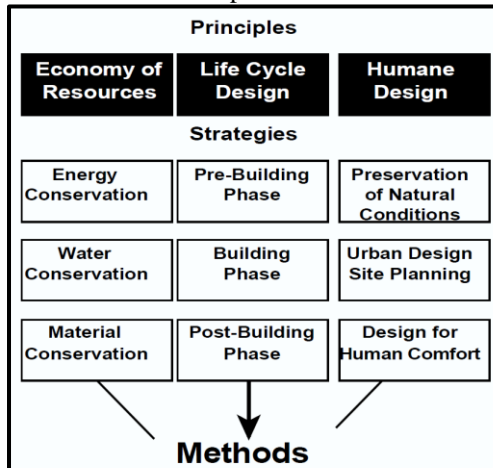 Principles
Economy of
Resources
Life Cycle
Design
Humane
Design
Strategies
Energy
Conservation
Pre-Building
Phase
Preservation
of Natural
Conditions
Water
Conservation
Building
Phase
Urban Design
Site Planning
Material
Conservation
Post-Building
Phase
Design for
Human Comfort
Methods